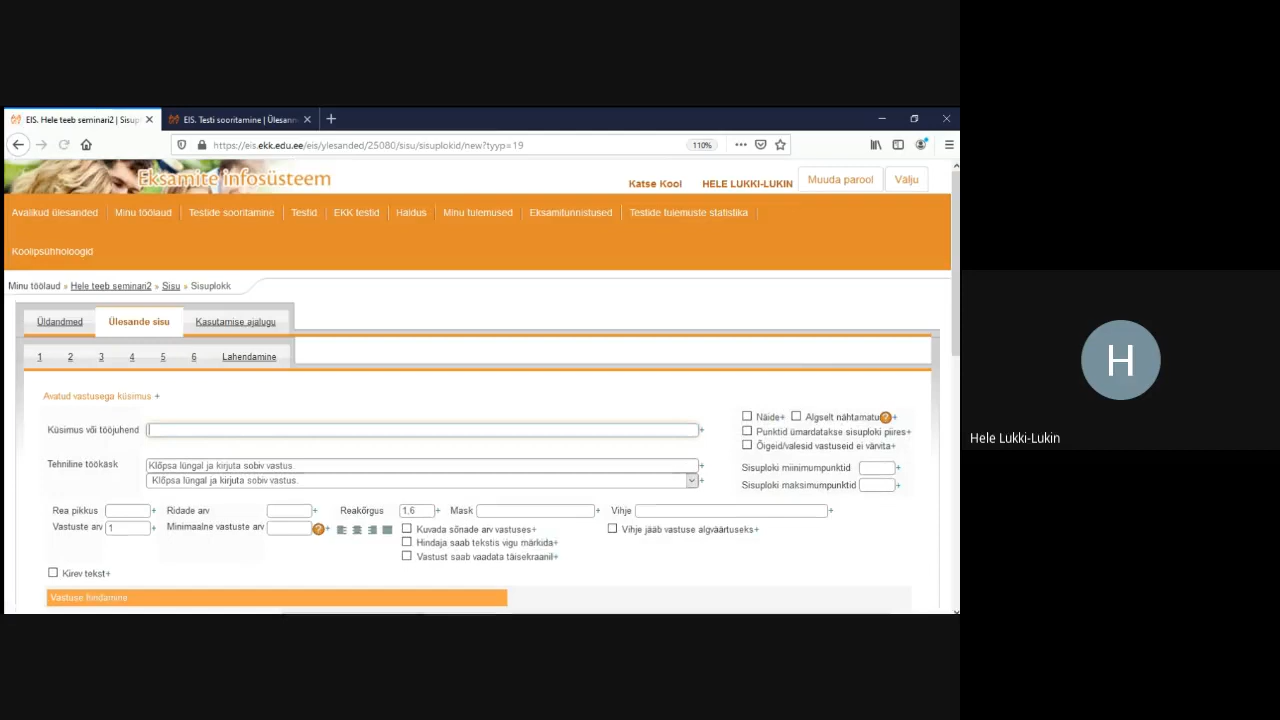 EIS. Hele teeb seminari2 | Sisup
EIS. Testi sooritamine | Ülesann
https://eis.ekk.edu.ee/eis/ylesanded/25080/sisu/sisuplokid/new?tyyp=19
110%
Eksamite infosüsteem
Katse Kool
HELE LUKKI-LUKIN
Muuda parool
Välju
Avalikud ülesanded
Minu töölaud
Testide sooritamine
Testid
EKK testid
Haldus
Minu tulemused
Eksamitunnistused
Testide tulemuste statistika
Koolipsühholoogid
Minu töölaud » Hele teeb seminari2 » Sisu » Sisuplokk
Üldandmed
Ülesande sisu
Kasutamise ajalugu
1 2 3 4 5 6 Lahendamine
Avatud vastusega küsimus +
Küsimus või tööjuhend +
Näide+
Algselt nähtamatu ? +
Punktid ümardatakse sisuploki piires+
Õigeid/valesid vastuseid ei värvita+
Tehniline töökäsk
Klõpsa lüngal ja kirjuta sobiv vastus. +
Klõpsa lüngal ja kirjuta sobiv vastus. +
Sisuploki miinimumpunktid +
Sisuploki maksimumpunktid +
Rea pikkus +
Ridade arv +
Reakõrgus 1.6 +
Mask +
Vihje +
Vastuste arv 1 +
Minimaalne vastuste arv ? +
Kuvada sõnade arv vastuses+
Vihje jääb vastuse algväärtuseks+
Hindaja saab tekstis vigu märkida+
Vastust saab vaadata täisekraanil+
Kirev tekst+
Vastuse hindamine
H
Hele Lukki-Lukin